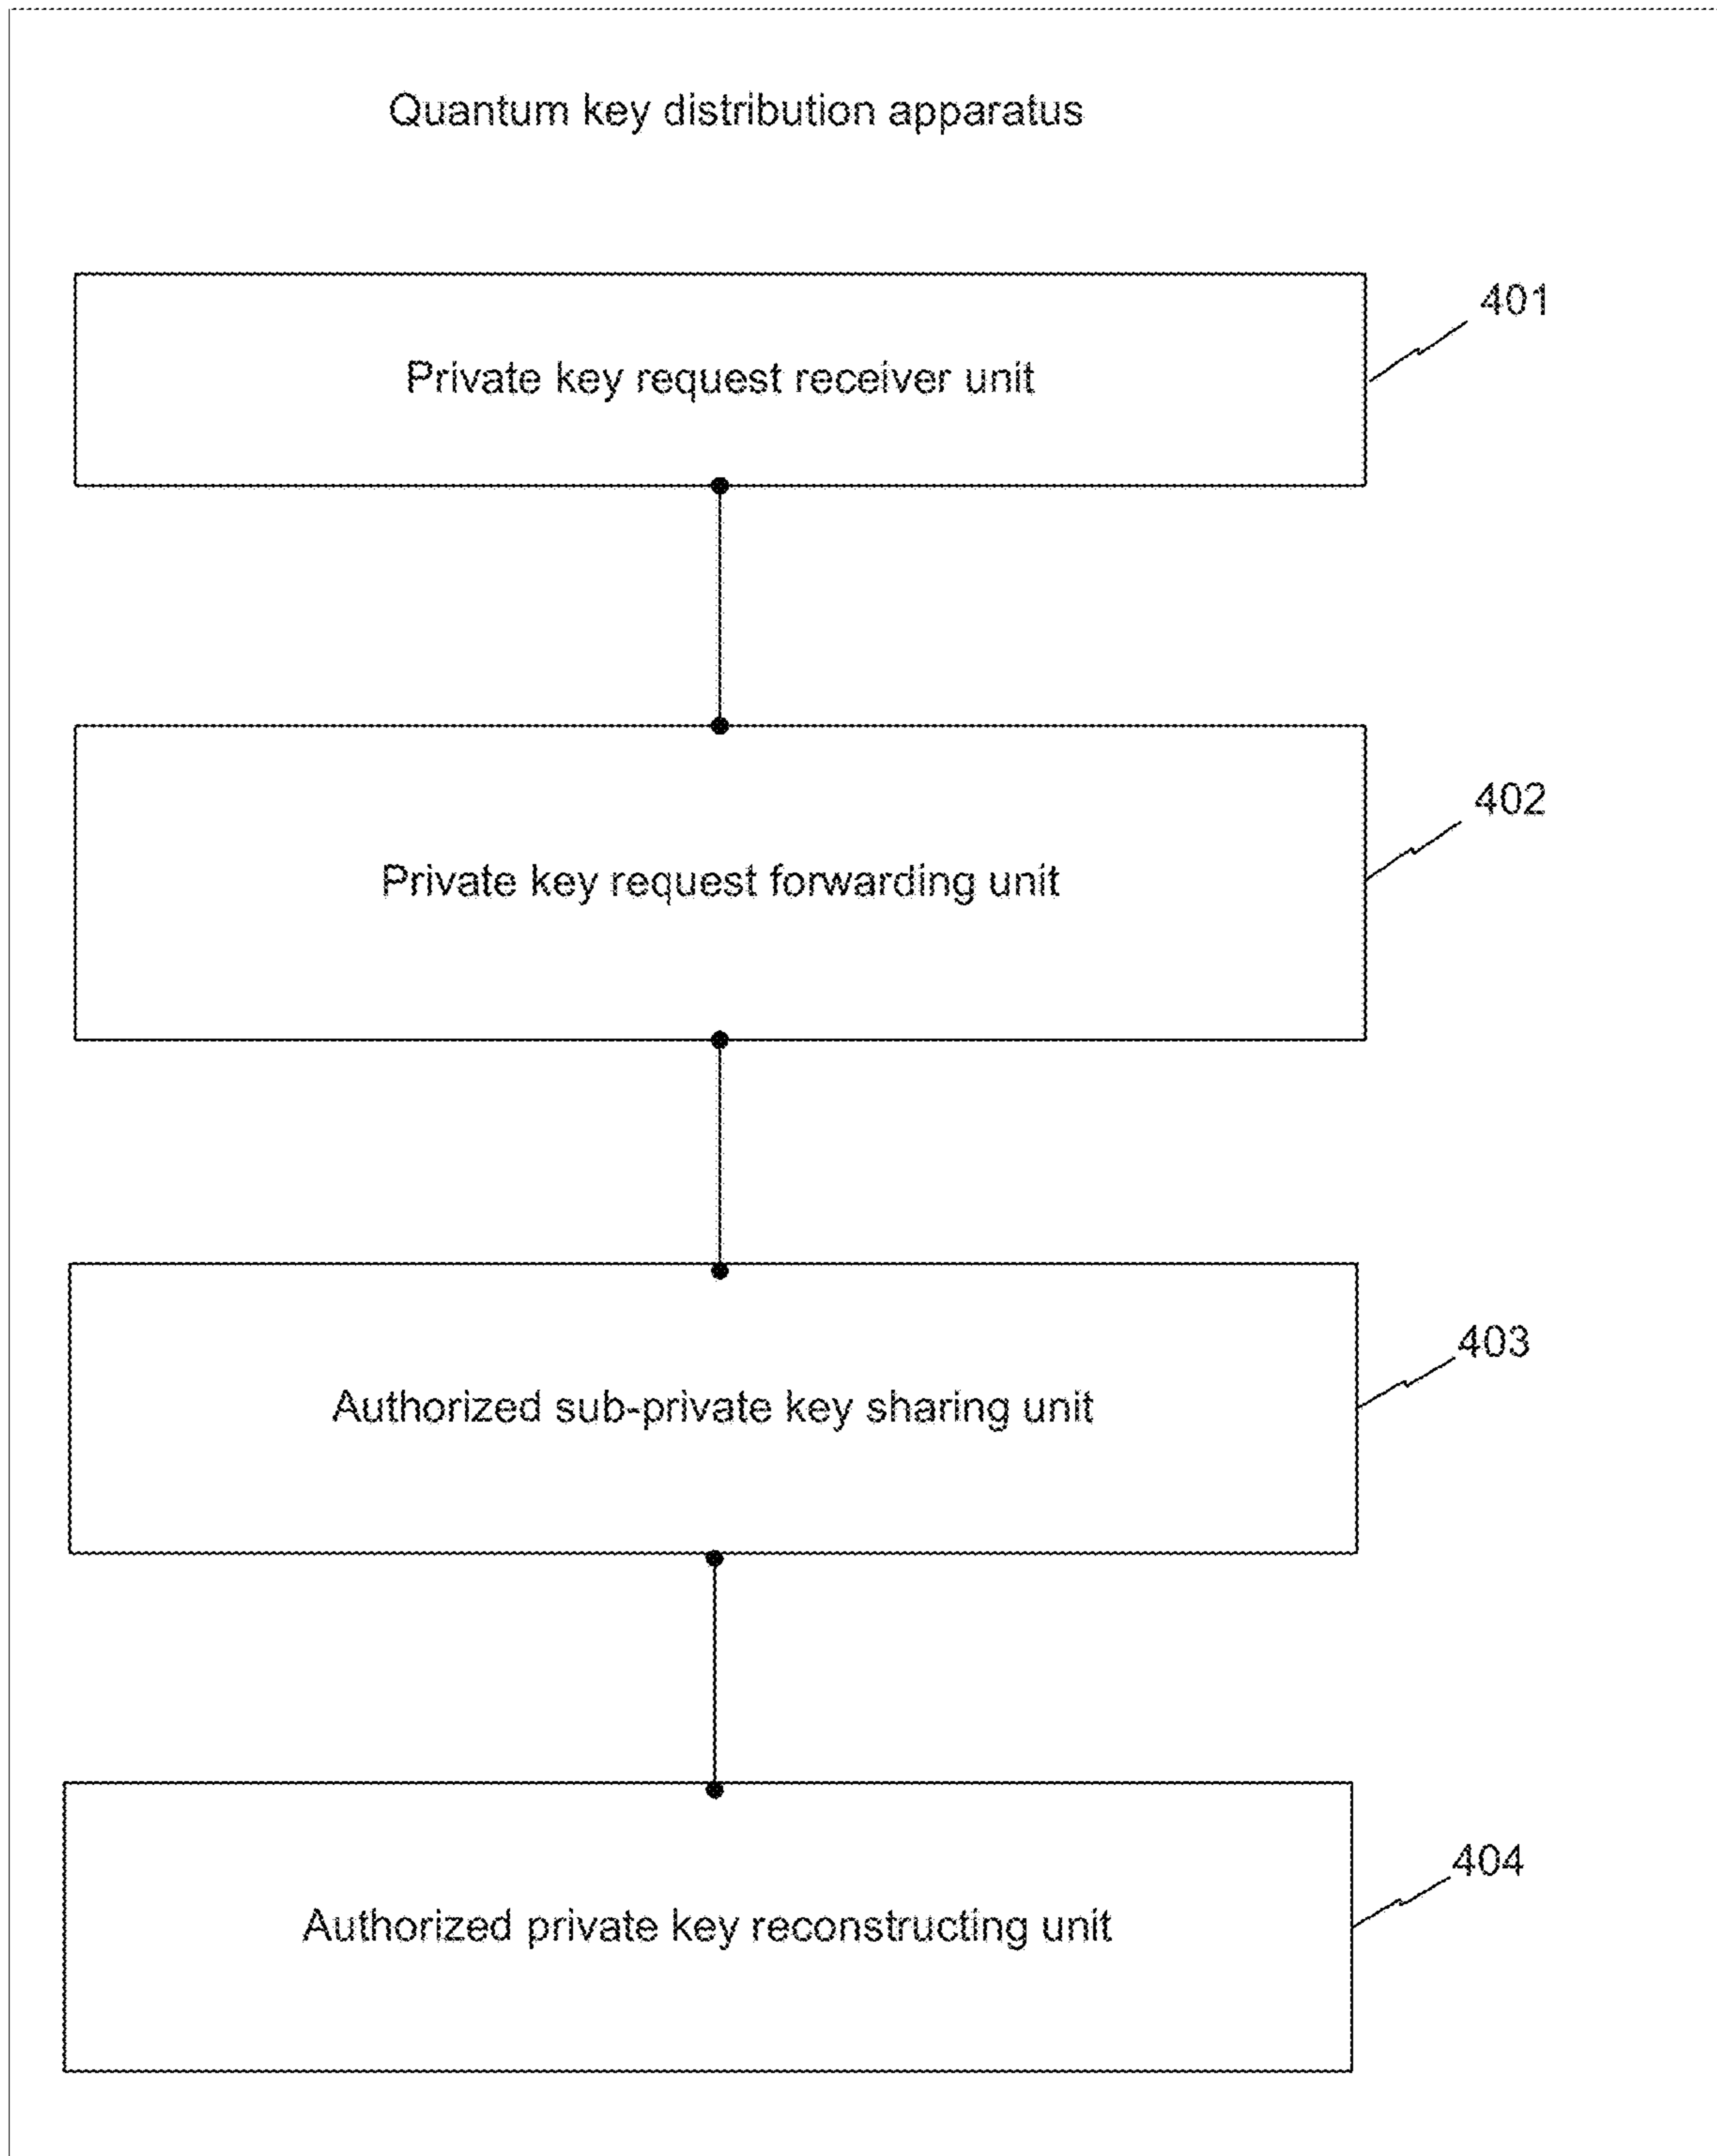 Quantum key distribution apparatus
401
Private key request receiver unit
402
Private key request forwarding unit
403
Authorized sub-private key sharing unit
404
Authorized private key reconstructing unit